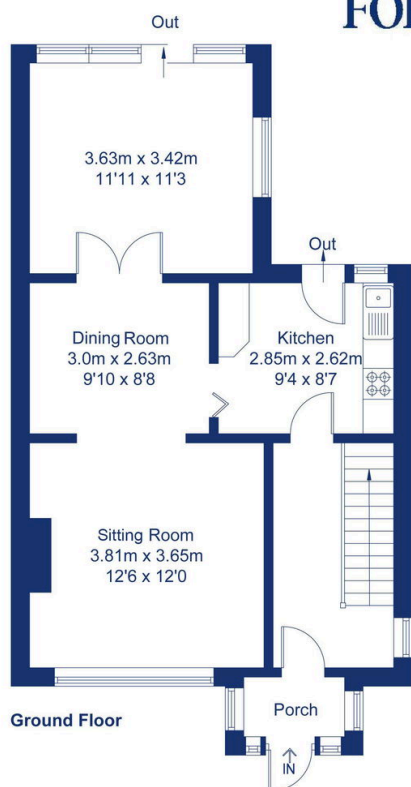 Out
3.63m x 3.42m
11'11 x 11'3
Out
Dining Room
3.0m x 2.63m
9'10 x 8'8
Kitchen
2.85m x 2.62m
9'4 x 8'7
Sitting Room
3.81m x 3.65m
12'6 x 12'0
Ground Floor
Porch
IN